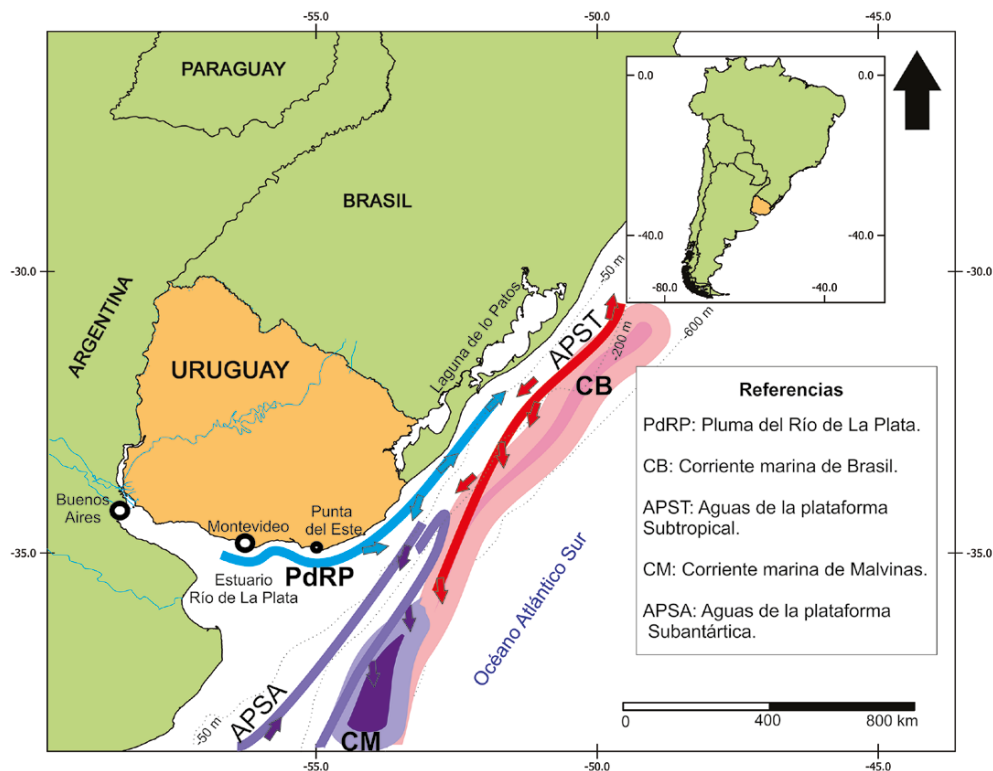 -55.0
-50.0
-45.0
PARAGUAY
0.0
0.0
BRASIL
-40.0
-40.0
-80.0
-40.0
-30.0
-30.0
-50 m
-200 m
-600 m
ARGENTINA
Laguna de lo Patos
APST
URUGUAY
CB
Referencias
PdRP: Pluma del Río de La Plata.
CB: Corriente marina de Brasil.
APST: Aguas de la plataforma
Subtropical.
CM: Corriente marina de Malvinas.
APSA: Aguas de la plataforma
Subantártica.
Buenos
Aires
Montevideo
Punta
del Este
-35.0
-35.0
Estuario
Río de La Plata
PdRP
Océano Atlántico Sur
APSA
-50 m
CM
0
400
800 km
-55.0
-50.0
-45.0